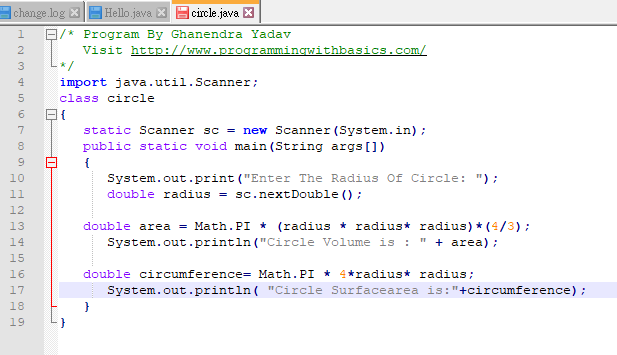 change.log Hello.java circle.java
1 /* Program By Ghanendra Yadav
2 Visit http://www.programmingwithbasics.com/
3 */
4 import java.util.Scanner;
5 class circle
6 {
7 static Scanner sc = new Scanner(System.in);
8 public static void main(String args[])
9 {
10 System.out.print("Enter The Radius Of Circle: ");
11 double radius = sc.nextDouble();
12
13 double area = Math.PI * (radius * radius* radius)*(4/3);
14 System.out.println("Circle Volume is : " + area);
15
16 double circumference= Math.PI * 4*radius* radius;
17 System.out.println( "Circle Surfacearea is:"+circumference);
18 }
19 }